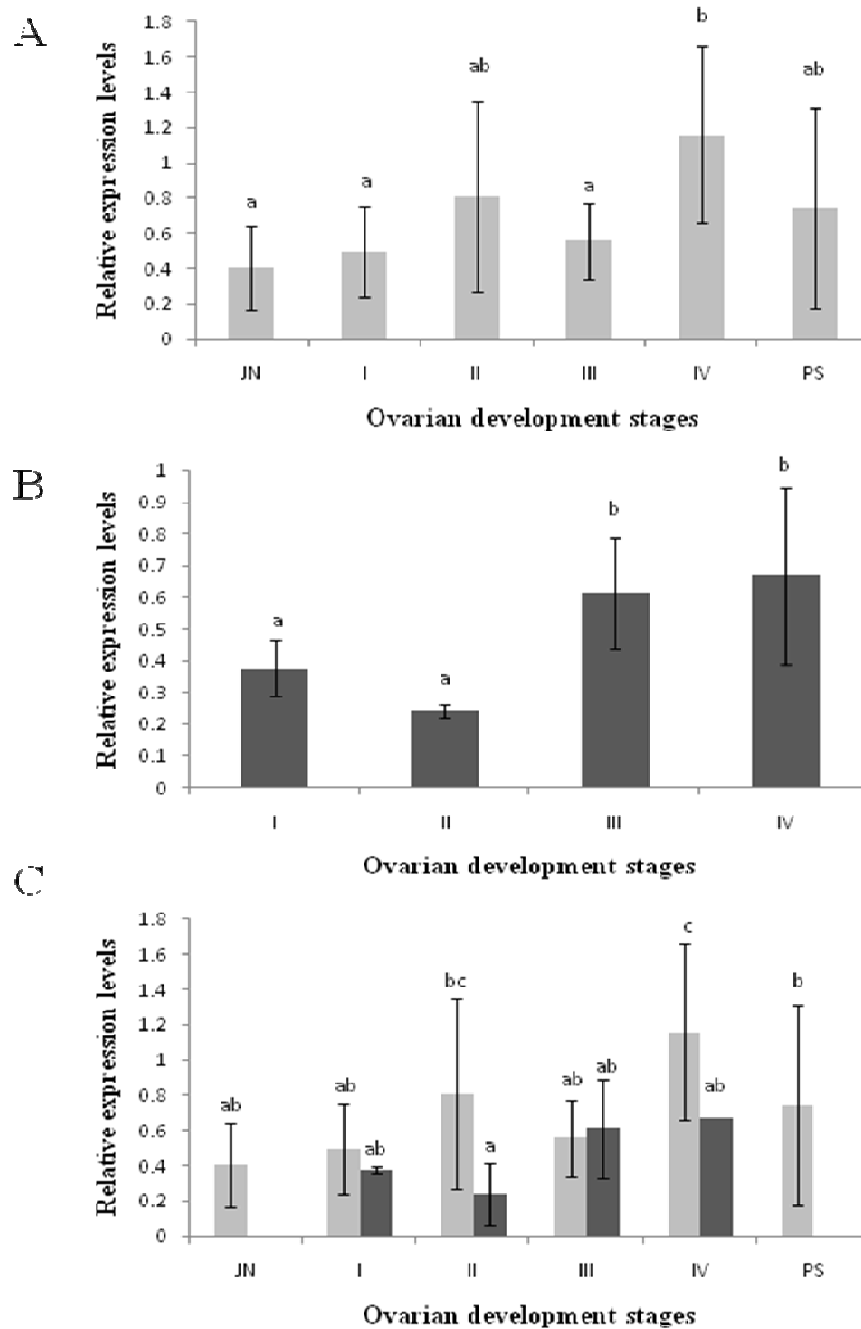 A
Relative expression levels
1.8
1.6
1.4
1.2
1
0.8
0.6
0.4
0.2
0
a
a
ab
a
b
ab
JN I II III IV PS
Ovarian development stages
B
Relative expression levels
1
0.9
0.8
0.7
0.6
0.5
0.4
0.3
0.2
0.1
0
a
a
b
b
I II III IV
Ovarian development stages
C
Relative expression levels
1.8
1.6
1.4
1.2
1
0.8
0.6
0.4
0.2
0
ab
ab
ab
bc
a
ab
ab
c
ab
b
JN I II III IV PS
Ovarian development stages